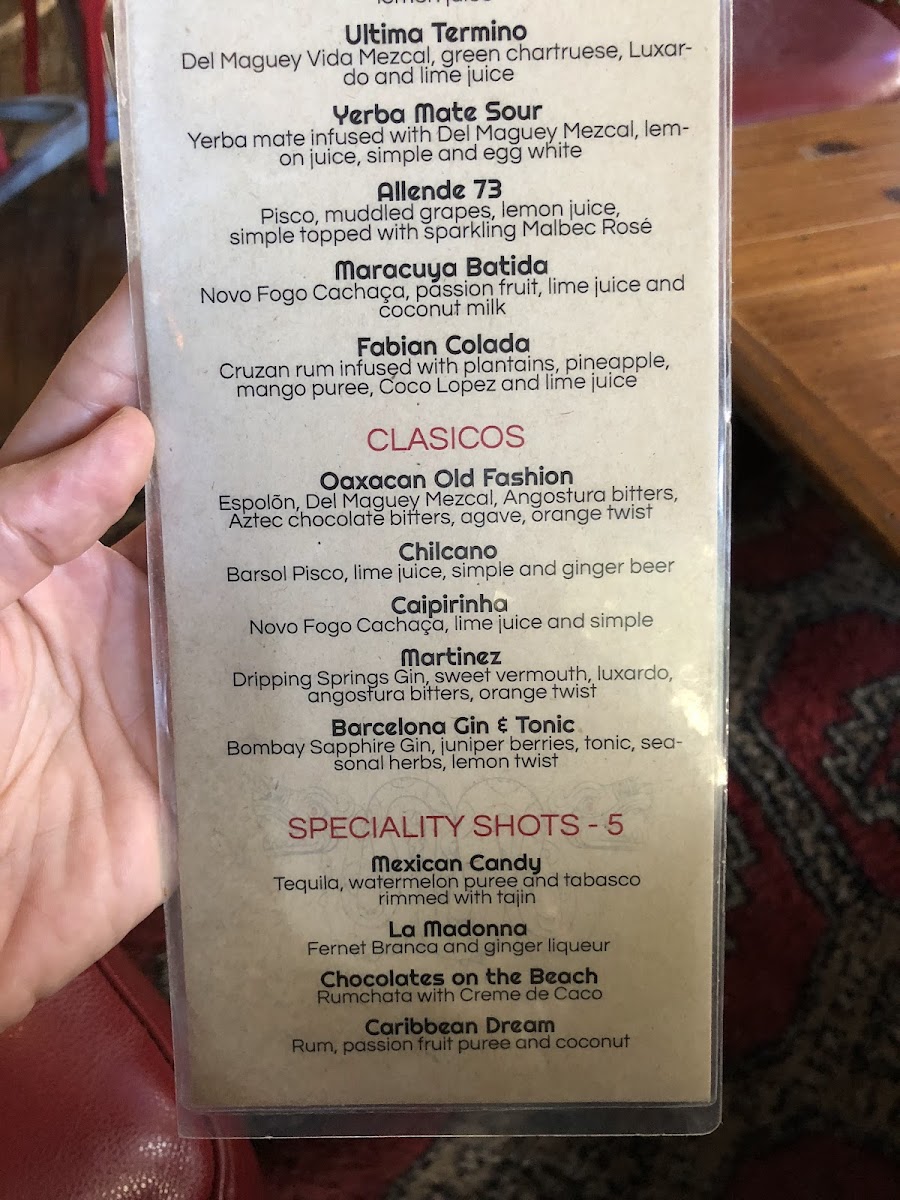 lemon juice
Ultima Termino
Del Maguey Vida Mezcal, green chartruese, Luxar-
do and lime juice
Yerba Mate Sour
Yerba mate infused with Del Maguey Mezcal, lem-
on juice, simple and egg white
Allende 73
Pisco, muddled grapes, lemon juice,
simple topped with sparkling Malbec Rosé
Maracuya Batida
Novo Fogo Cachaça, passion fruit, lime juice and
coconut milk
Fabian Colada
Cruzan rum infused with plantains, pineapple,
mango puree, Coco Lopez and lime juice
CLASICOS
Oaxacan Old Fashion
Espolōn, Del Maguey Mezcal, Angostura bitters,
Aztec chocolate bitters, agave, orange twist
Chilcano
Barsol Pisco, lime juice, simple and ginger beer
Caipirinha
Novo Fogo Cachaça, lime juice and simple
Martinez
Dripping Springs Gin, sweet vermouth, luxardo,
angostura bitters, orange twist
Barcelona Gin & Tonic
Bombay Sapphire Gin, juniper berries, tonic, sea-
sonal herbs, lemon twist
SPECIALITY SHOTS - 5
Mexican Candy
Tequila, watermelon puree and tabasco
rimmed with tajin
La Madonna
Fernet Branca and ginger liqueur
Chocolates on the Beach
Rumchata with Creme de Caco
Caribbean Dream
Rum, passion fruit puree and coconut